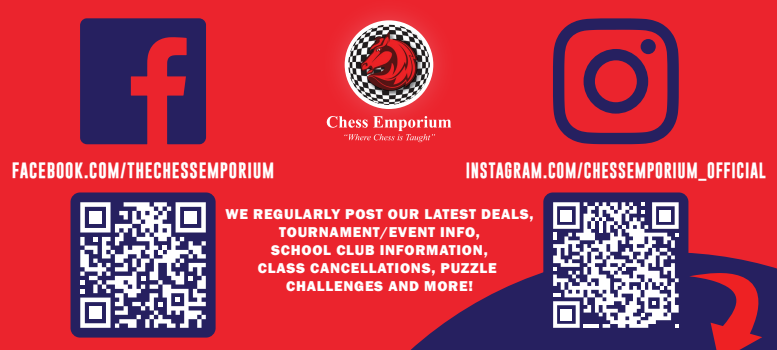 Chess Emporium
“Where Chess is Taught”
FACEBOOK.COM/THECHESSEMPORIUM
INSTAGRAM.COM/CHESSEMPORIUM_OFFICIAL
WE REGULARLY POST OUR LATEST DEALS,
TOURNAMENT/EVENT INFO,
SCHOOL CLUB INFORMATION,
CLASS CANCELLATIONS, PUZZLE
CHALLENGES AND MORE!